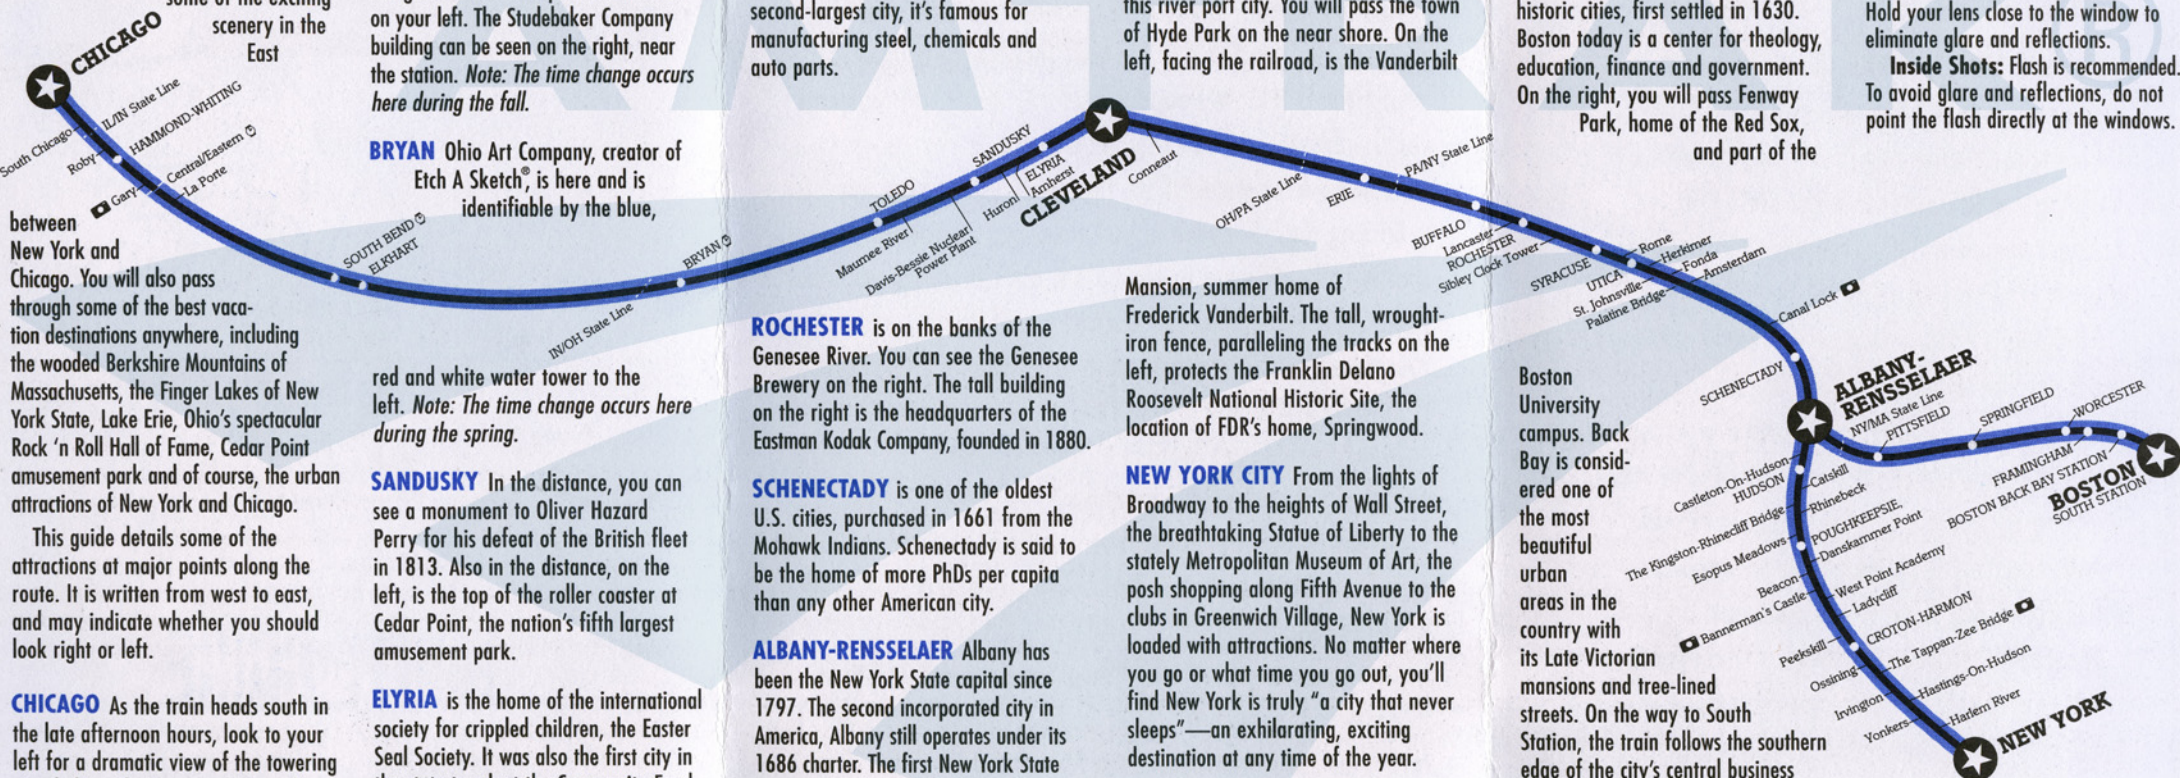 AMTRAK®
some of the exciting
scenery in the
East
between
New York and
Chicago. You will also pass
through some of the best vaca-
tion destinations anywhere, including
the wooded Berkshire Mountains of
Massachusetts, the Finger Lakes of New
York State, Lake Erie, Ohio's spectacular
Rock 'n Roll Hall of Fame, Cedar Point
amusement park and of course, the urban
attractions of New York and Chicago.
This guide details some of the
attractions at major points along the
route. It is written from west to east,
and may indicate whether you should
look right or left.
CHICAGO As the train heads south in
the late afternoon hours, look to your
left for a dramatic view of the towering
on your left. The Studebaker Company
building can be seen on the right, near
the station. Note: The time change occurs
here during the fall.
BRYAN Ohio Art Company, creator of
Etch A Sketch®, is here and is
identifiable by the blue,
red and white water tower to the
left. Note: The time change occurs here
during the spring.
SANDUSKY In the distance, you can
see a monument to Oliver Hazard
Perry for his defeat of the British fleet
in 1813. Also in the distance, on the
left, is the top of the roller coaster at
Cedar Point, the nation's fifth largest
amusement park.
ELYRIA is the home of the international
society for crippled children, the Easter
Seal Society. It was also the first city in
second-largest city, it's famous for
manufacturing steel, chemicals and
auto parts.
ROCHESTER is on the banks of the
Genesee River. You can see the Genesee
Brewery on the right. The tall building
on the right is the headquarters of the
Eastman Kodak Company, founded in 1880.
SCHENECTADY is one of the oldest
U.S. cities, purchased in 1661 from the
Mohawk Indians. Schenectady is said to
be the home of more PhDs per capita
than any other American city.
ALBANY-RENSSELAER Albany has
been the New York State capital since
1797. The second incorporated city in
America, Albany still operates under its
1686 charter. The first New York State
this river port city. You will pass the town
of Hyde Park on the near shore. On the
left, facing the railroad, is the Vanderbilt
Mansion, summer home of
Frederick Vanderbilt. The tall, wrought-
iron fence, paralleling the tracks on the
left, protects the Franklin Delano
Roosevelt National Historic Site, the
location of FDR's home, Springwood.
NEW YORK CITY From the lights of
Broadway to the heights of Wall Street,
the breathtaking Statue of Liberty to the
stately Metropolitan Museum of Art, the
posh shopping along Fifth Avenue to the
clubs in Greenwich Village, New York is
loaded with attractions. No matter where
you go or what time you go out, you'll
find New York is truly "a city that never
sleeps"—an exhilarating, exciting
destination at any time of the year.
historic cities, first settled in 1630.
Boston today is a center for theology,
education, finance and government.
On the right, you will pass Fenway
Park, home of the Red Sox,
and part of the
Boston
University
campus. Back
Bay is consid-
ered one of
the most
beautiful
urban
areas in the
country with
its Late Victorian
mansions and tree-lined
streets. On the way to South
Station, the train follows the southern
edge of the city's central business
Hold your lens close to the window to
eliminate glare and reflections.
Inside Shots: Flash is recommended.
To avoid glare and reflections, do not
point the flash directly at the windows.
CHICAGO
South Chicago
IL/IN State Line
Roby
HAMMOND-WHITING
Gary
Central/Eastern
La Porte
SOUTH BEND
ELKHART
IN/OH State Line
BRYAN
TOLEDO
Maumee River
Davis-Bessie Nuclear
Power Plant
SANDUSKY
Huron
ELYRIA
Amherst
CLEVELAND
Conneaut
OH/PA State Line
ERIE
PA/NY State Line
BUFFALO
Lancaster
ROCHESTER
Sibley Clock Tower
SYRACUSE
Rome
UTICA
Herkimer
St. Johnsville
Fonda
Palatine Bridge
Amsterdam
Canal Lock
SCHENECTADY
ALBANY-
RENSSELAER
NY/MA State Line
PITTSFIELD
SPRINGFIELD
WORCESTER
FRAMINGHAM
BOSTON BACK BAY STATION
BOSTON
SOUTH STATION
Castleton-On-Hudson
HUDSON
Catskill
The Kingston-Rhinecliff Bridge
Rhinebeck
Esopus Meadows
POUGHKEEPSIE,
Danskammer Point
Beacon
Bannerman's Castle
West Point Academy
Ladycliff
Peekskill
CROTON-HARMON
Ossining
The Tappan-Zee Bridge
Irvington
Hastings-On-Hudson
Yonkers
Harlem River
NEW YORK